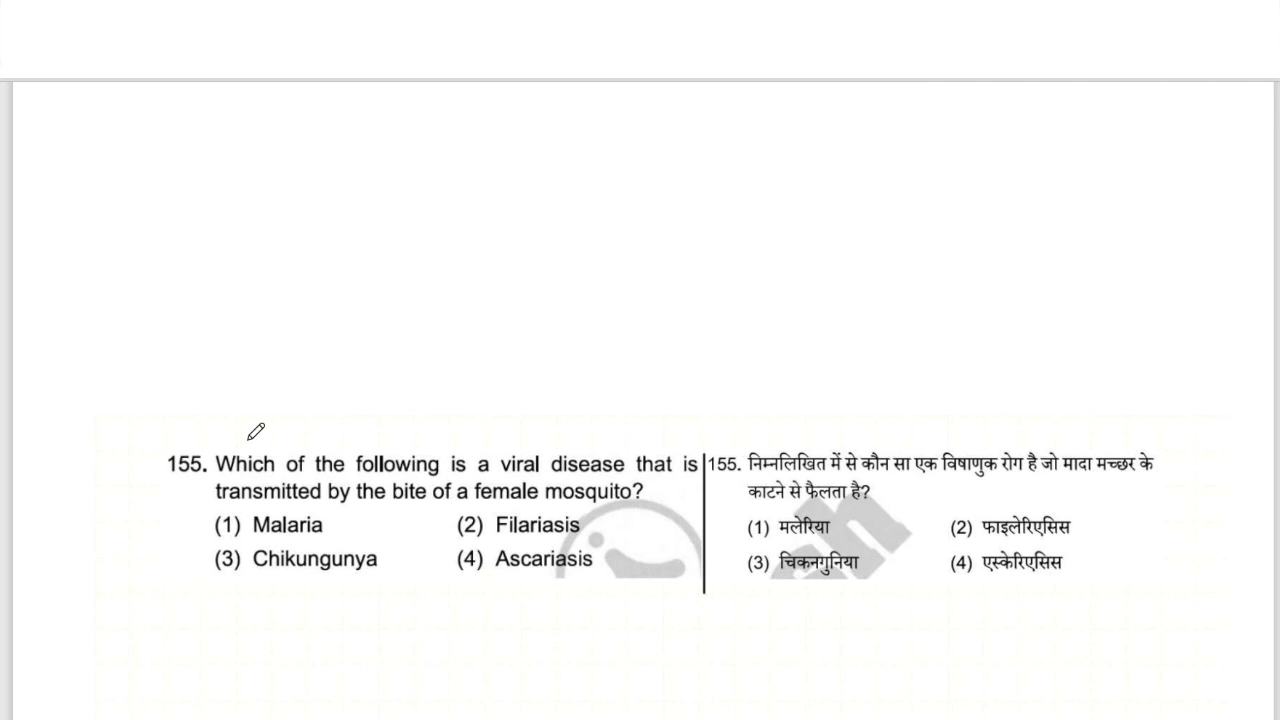 155. Which of the following is a viral disease that is
transmitted by the bite of a female mosquito?
(1) Malaria (2) Filariasis
(3) Chikungunya (4) Ascariasis
155. निम्नलिखित में से कौन सा एक विषाणुक रोग है जो मादा मच्छर के
काटने से फैलता है?
(1) मलेरिया (2) फाइलेरिएसिस
(3) चिकनगुनिया (4) एस्केरिएसिस